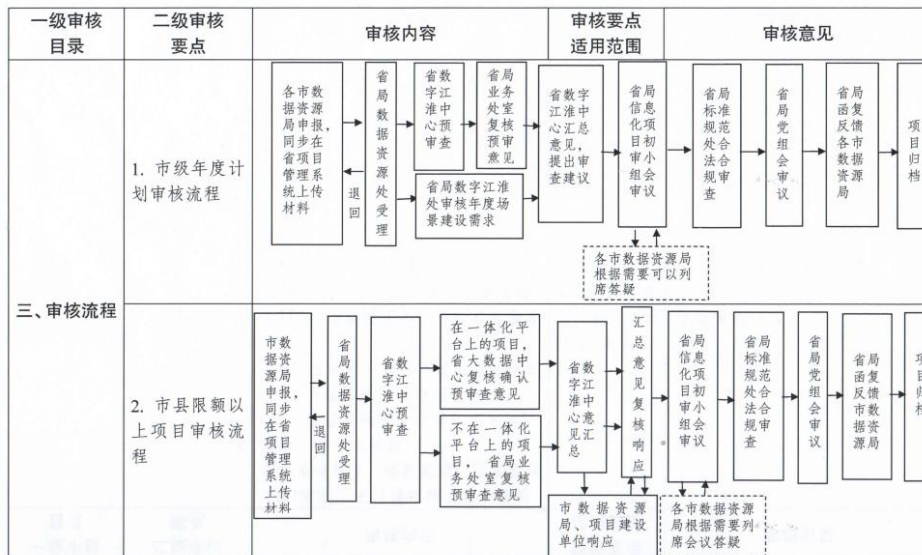 一级审核
目录
二级审核
要点
审核内容
审核要点
适用范围
审核意见
三、审核流程
1. 市级年度计
划审核流程
各市
数据资源
局申报，
同步在
省项目
管理系
统上传
材料
退回
省局数据资源处受理
省数
字江
淮中
心预
审查
省局
业务
处室
复核
预审
意见
省局数字江淮
处审核年度场
景建设需求
省数字
江淮中
心汇总
意见，
提出审
查建议
省局
信息
化项
目初
审小
组会
审议
各市数据资源局
根据需要可以列
席答疑
省局
标准
规范
处合
法合
规审
查
省局
党组
会审
议
省局
函复
反馈
各市
数据
资源
局
项
目
归
档
2. 市县限额以
上项目审核流
程
市数
据资
源局
申报，
同步
在省
项目
管理
系统
上传
材料
退回
省局数据资源处受理
省数
字江
淮中
心预
审查
在一体化平
台上的项目，
省大数据中
心复核确认
预审查意见
不在一体化
平台上的项
目，省局业
务处室复核
预审查意见
省数
字江
淮中
心意
见汇
总
汇总意见复核响应
市数据资源
局、项目建设
单位响应
省局
信息
化项
目初
审小
组会
审议
各市数据资源
局根据需要列
席会议答疑
省局
标准
规范
处合
法合
规审
查
省局
党组
会审
议
省局
函复
反馈
市数
据资
源局
项
目
归